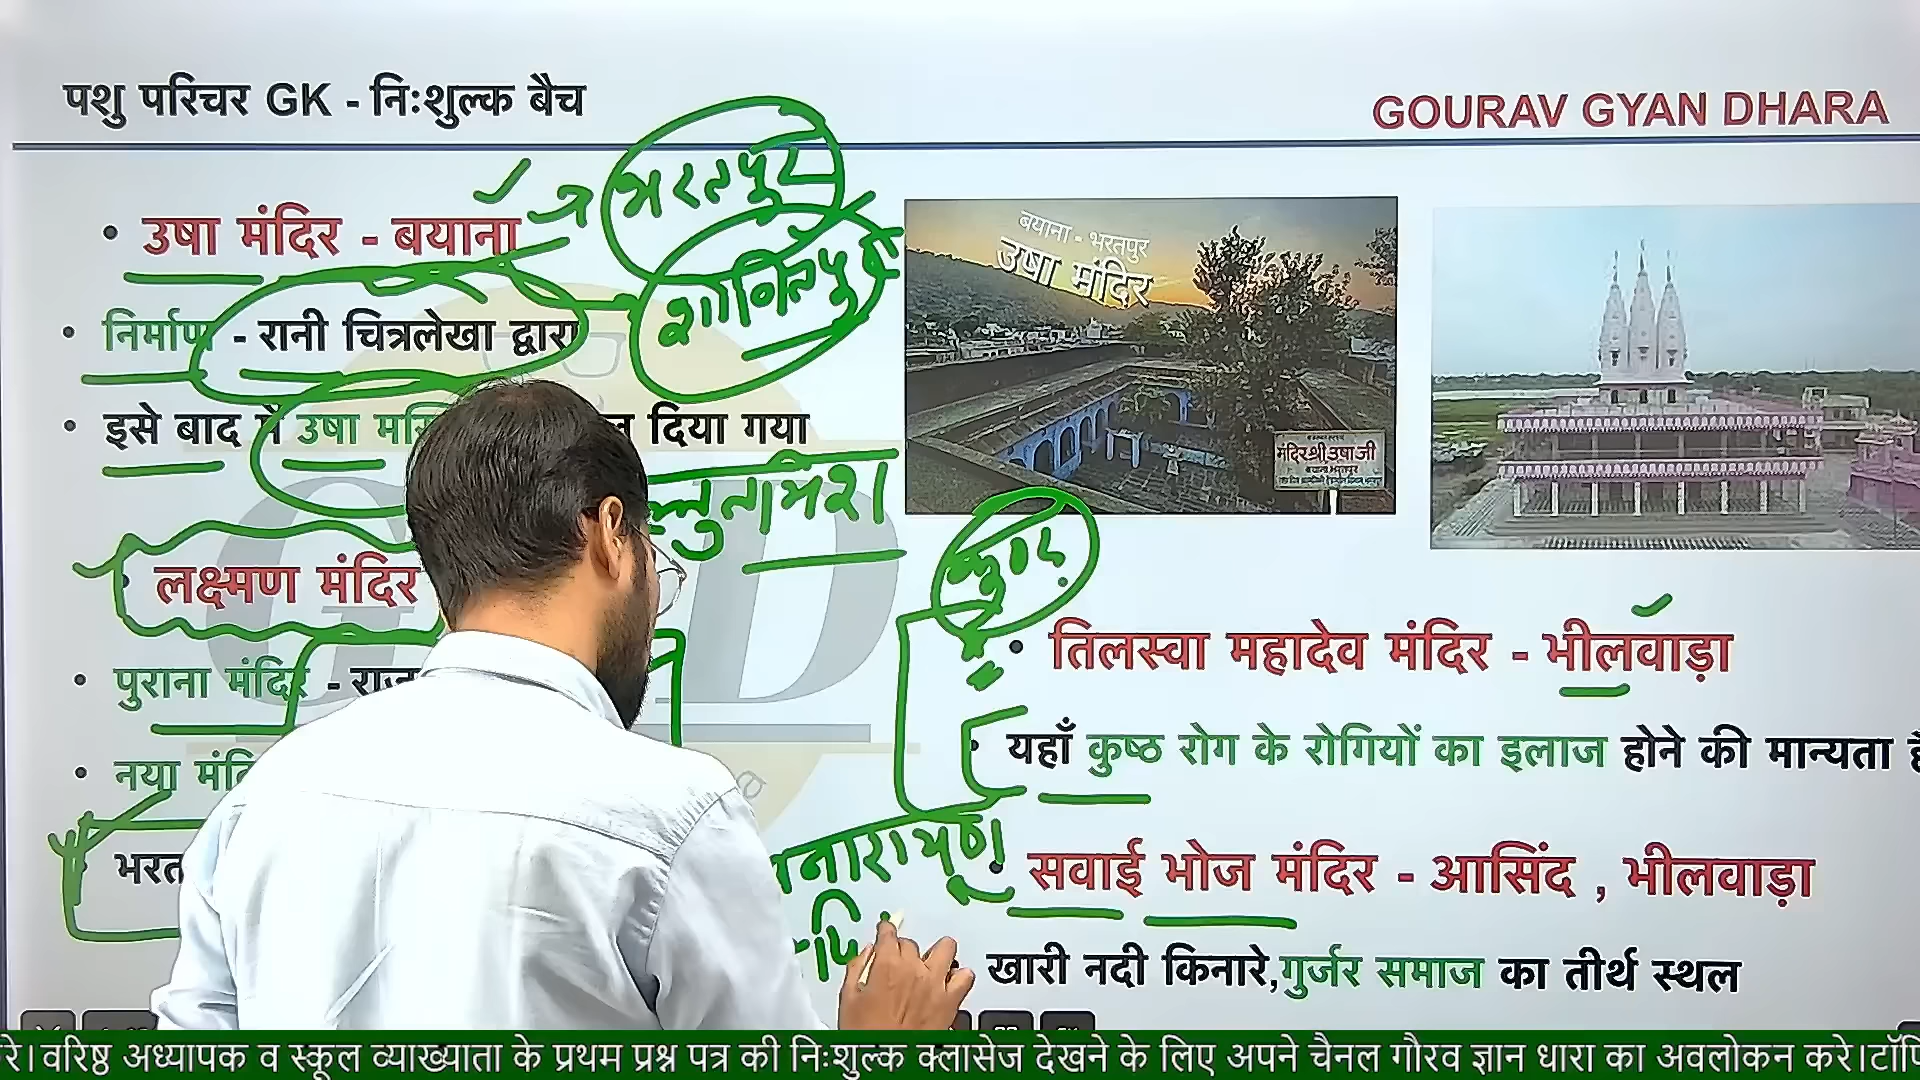 पशु परिचर GK - निःशुल्क बैच
GOURAV GYAN DHARA
भरतपुर
उषा मंदिर - बयाना
निर्माण - रानी चित्रलेखा द्वारा
इसे बाद में उषा दिया गया
लक्ष्मण मंदिर
पुराना मंदिर -
नया
बयाना - भरतपुर
उषा मंदिर
मंदिर श्री उषा जी
तिलस्वा महादेव मंदिर - भीलवाड़ा
यहाँ कुष्ठ रोग के रोगियों का इलाज होने की मान्यता
सवाई भोज मंदिर - आसिंद , भीलवाड़ा
खारी नदी किनारे,गुर्जर समाज का तीर्थ स्थल
रे।वरिष्ठ अध्यापक व स्कूल व्याख्याता के प्रथम प्रश्न पत्र की निःशुल्क क्लासेज देखने के लिए अपने चैनल गौरव ज्ञान धारा का अवलोकन करे।टॉपि